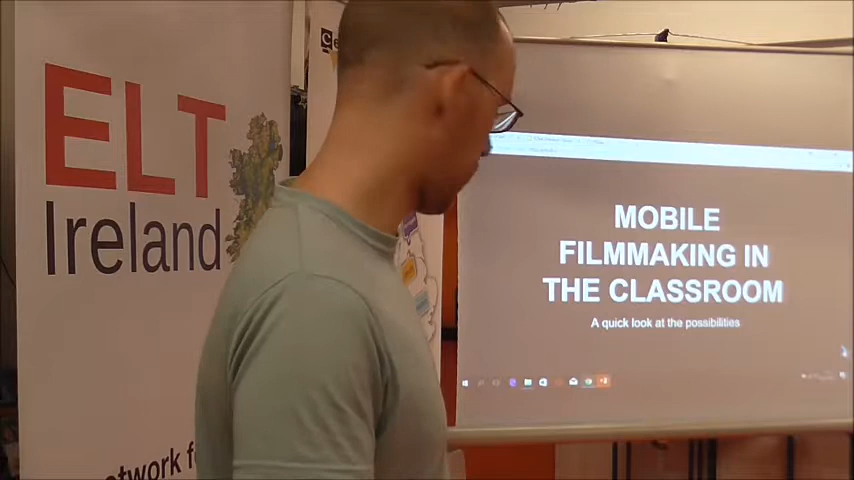 ELT
Ireland
MOBILE
FILMMAKING IN
THE CLASSROOM
A quick look at the possibilities